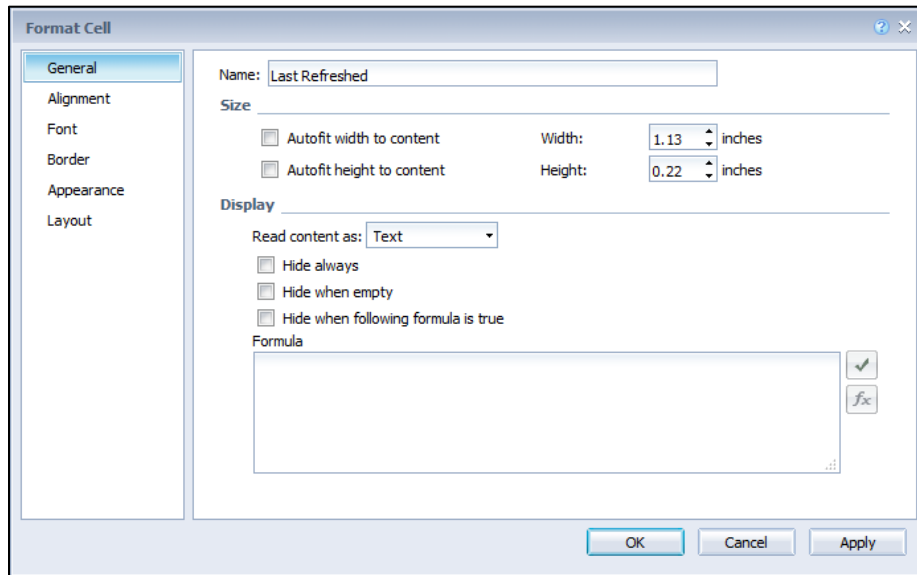 Format Cell
?
General
Alignment
Font
Border
Appearance
Layout
Name: Last Refreshed
Size
Autofit width to content Width: 1.13 inches
Autofit height to content Height: 0.22 inches
Display
Read content as: Text
Hide always
Hide when empty
Hide when following formula is true
Formula
fx
OK Cancel Apply